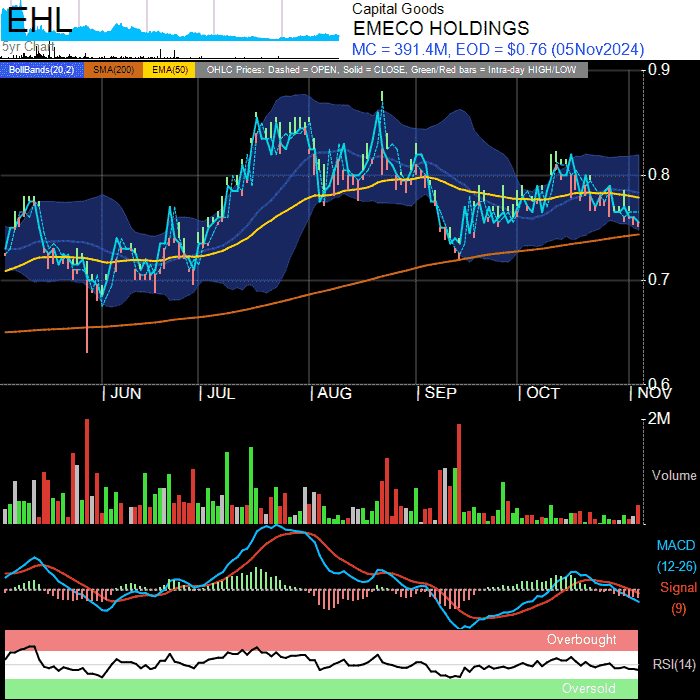 EHL
5yr Chart
Capital Goods
EMECO HOLDINGS
MC = 391.4M, EOD = $0.76 (05Nov2024)
BollBands(20,2) SMA(200) EMA(50) OHLC Prices: Dashed = OPEN, Solid = CLOSE, Green/Red bars = Intra-day HIGH/LOW
0.9
0.8
0.7
0.6
JUN JUL AUG SEP OCT NOV
2M
Volume
MACD
(12-26)
Signal
(9)
Overbought
RSI(14)
Oversold